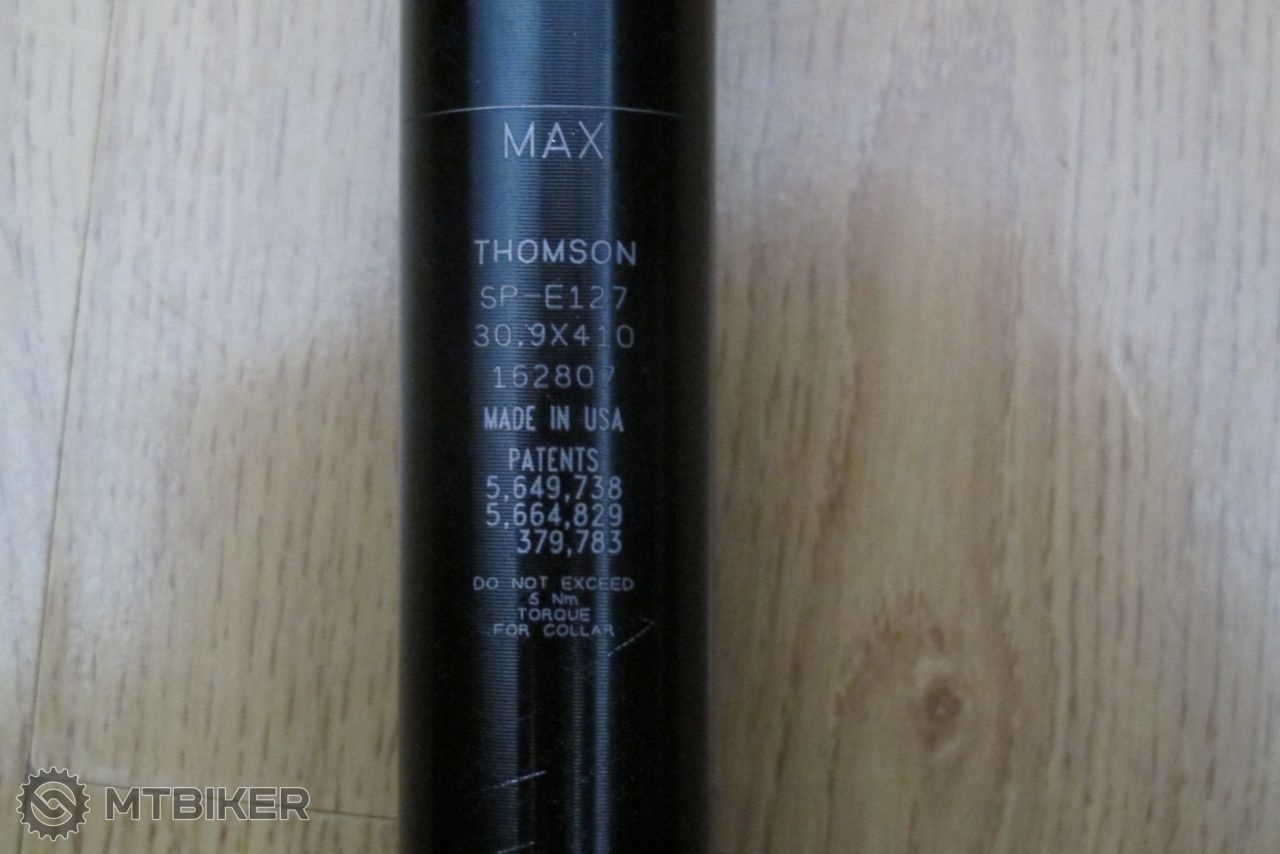 MAX
THOMSON
SP-E127
30.9X410
162807
MADE IN USA
PATENTS
5,649,738
5,664,829
379,783
DO NOT EXCEED
5 Nm
TORQUE
FOR COLLAR
MTBIKER